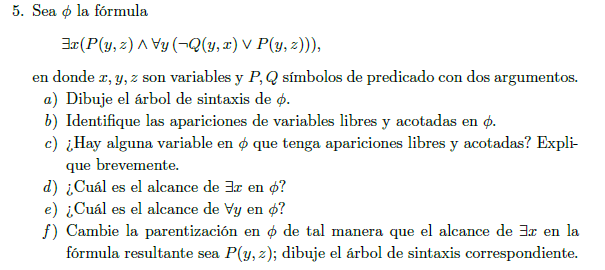 5. Sea ϕ la fórmula
∃x(P(y, z) ∧ ∀y (¬Q(y, x) ∨ P(y, z))),
en donde x, y, z son variables y P, Q símbolos de predicado con dos argumentos.
a) Dibuje el árbol de sintaxis de ϕ.
b) Identifique las apariciones de variables libres y acotadas en ϕ.
c) ¿Hay alguna variable en ϕ que tenga apariciones libres y acotadas? Expli-
que brevemente.
d) ¿Cuál es el alcance de ∃x en ϕ?
e) ¿Cuál es el alcance de ∀y en ϕ?
f) Cambie la parentización en ϕ de tal manera que el alcance de ∃x en la
fórmula resultante sea P(y, z); dibuje el árbol de sintaxis correspondiente.